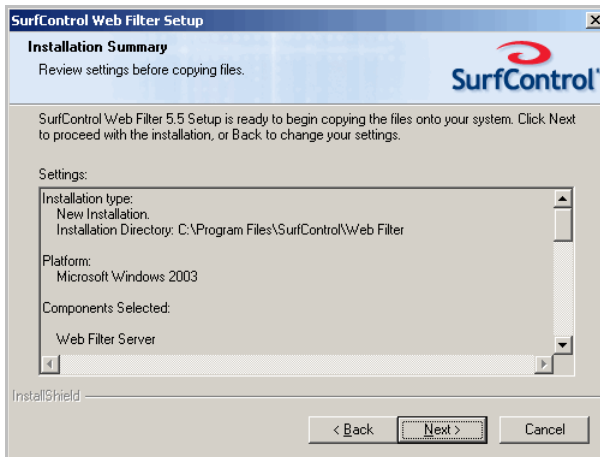 SurfControl Web Filter Setup
Installation Summary
Review settings before copying files.
SurfControl
SurfControl Web Filter 5.5 Setup is ready to begin copying the files onto your system. Click Next
to proceed with the installation, or Back to change your settings.
Settings:
Installation type:
New Installation.
Installation Directory: C:\Program Files\SurfControl\Web Filter
Platform:
Microsoft Windows 2003
Components Selected:
Web Filter Server
InstallShield
< Back
Next >
Cancel